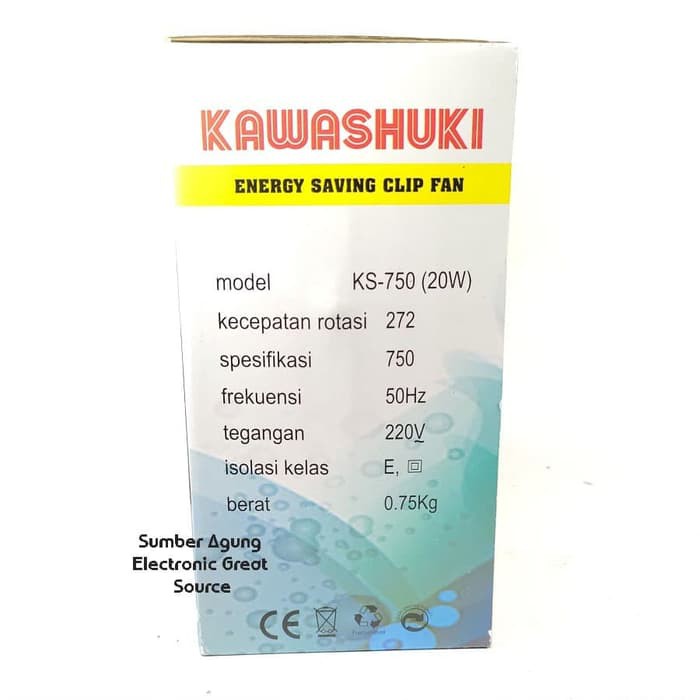 KAWASHUKI
ENERGY SAVING CLIP FAN
model KS-750 (20W)
kecepatan rotasi 272
spesifikasi 750
frekuensi 50Hz
tegangan 220V
isolasi kelas E,
berat 0.75Kg
Sumber Agung
Electronic Great
Source
CE